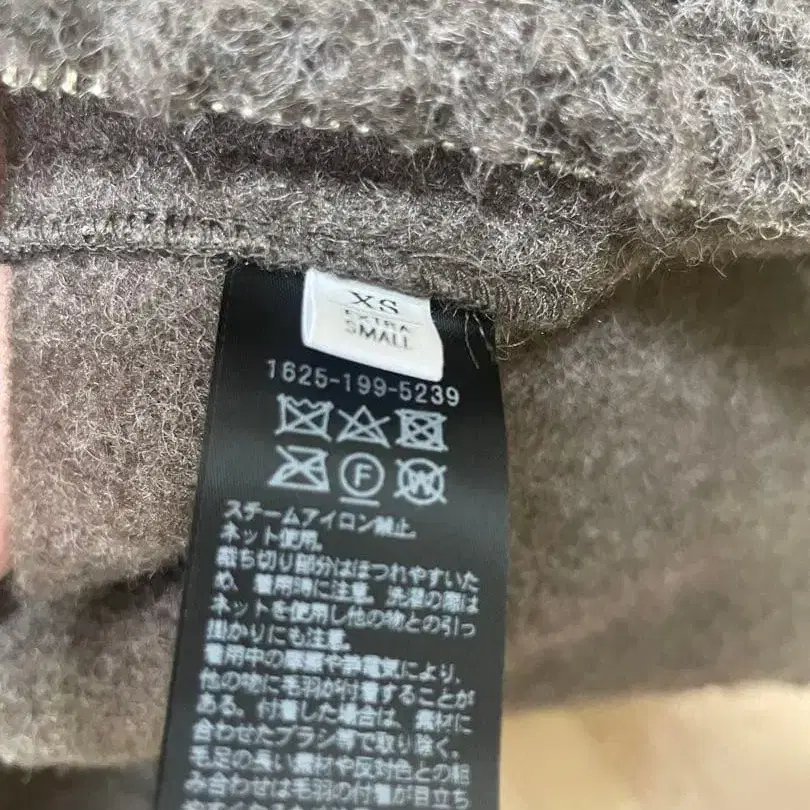 XS
EXTRA
SMALL
1625-199-5239
F
W
スチームアイロン禁止。
ネット使用。
裁ち切り部分はほつれやすいた
め、着用時に注意。洗濯の際は
ネットを使用し他の物との引っ
掛かりにも注意。
着用中の摩擦や静電気により、
他の物に毛羽が付着することが
ある。付着した場合は、素材に
合わせたブラシ等で取り除く。
毛足の長い素材や反対色との組
み合わせは毛羽の付着が目立ち